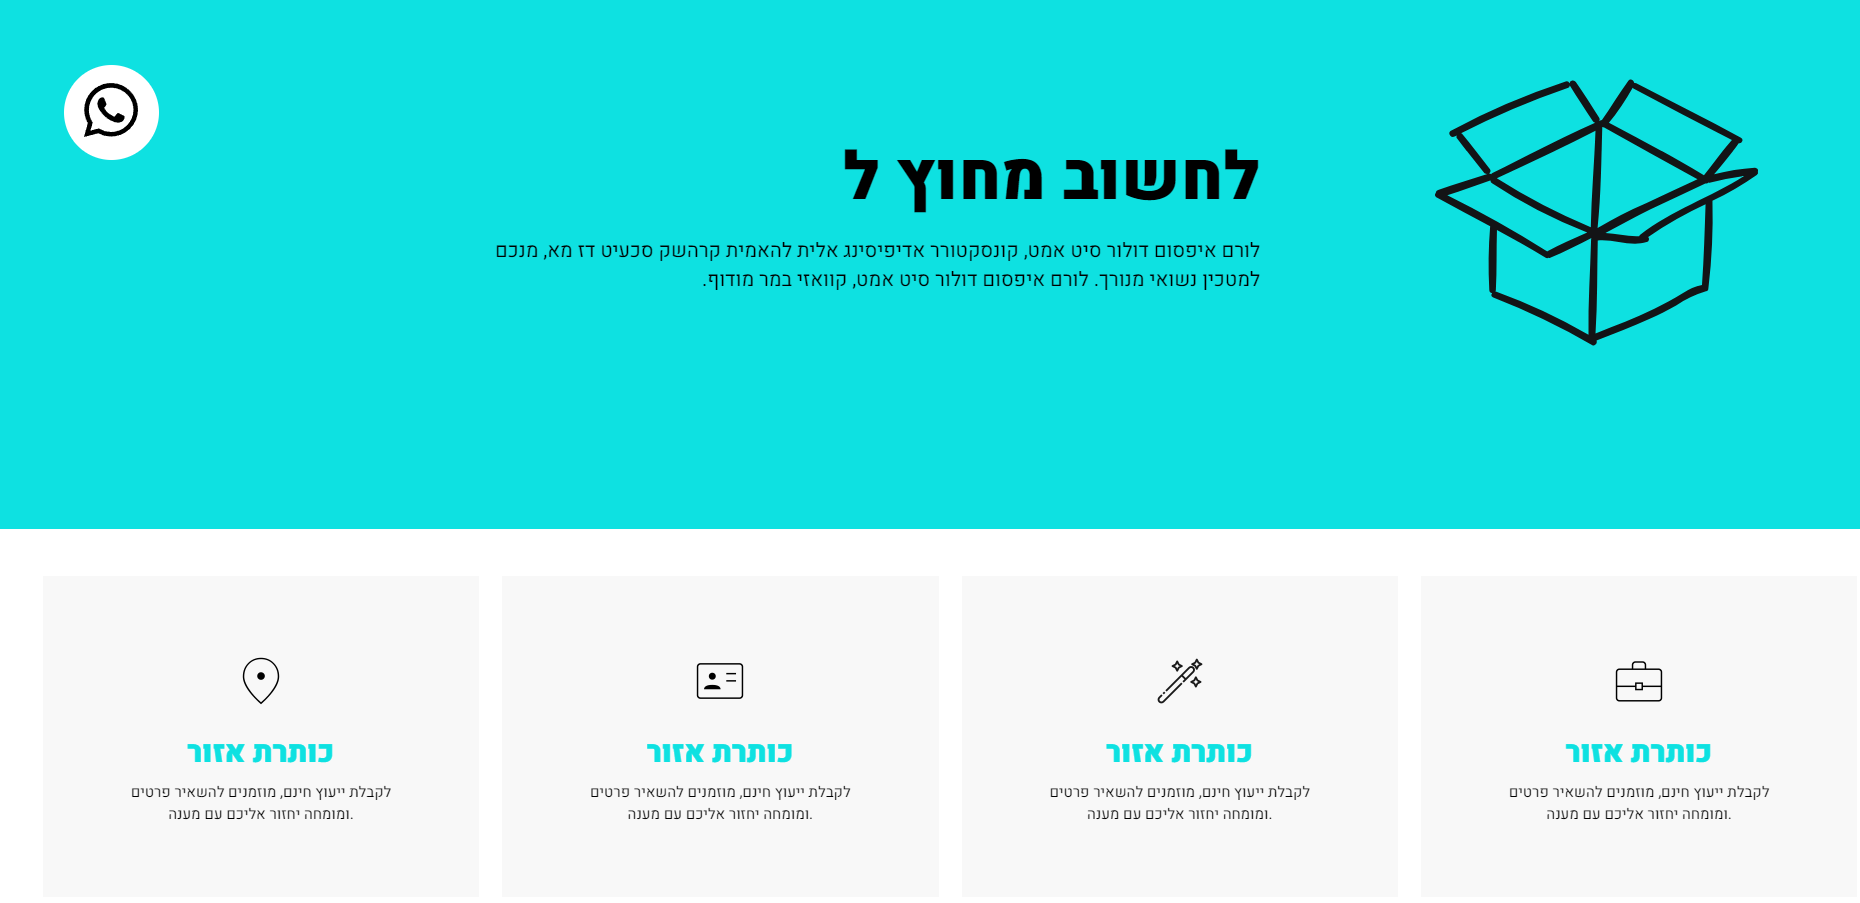 לחשוב מחוץ ל
לורם איפסום דולור סיט אמט, קונסקטורר אדיפיסינג אלית להאמית קרהשק סכעיט דז מא, מנכם
למטכין נשואי מנורך. לורם איפסום דולור סיט אמט, קוואזי במר מודוף.
כותרת אזור
לקבלת ייעוץ חינם, מוזמנים להשאיר פרטים
.ומומחה יחזור אליכם עם מענה
כותרת אזור
לקבלת ייעוץ חינם, מוזמנים להשאיר פרטים
.ומומחה יחזור אליכם עם מענה
כותרת אזור
לקבלת ייעוץ חינם, מוזמנים להשאיר פרטים
.ומומחה יחזור אליכם עם מענה
כותרת אזור
לקבלת ייעוץ חינם, מוזמנים להשאיר פרטים
.ומומחה יחזור אליכם עם מענה